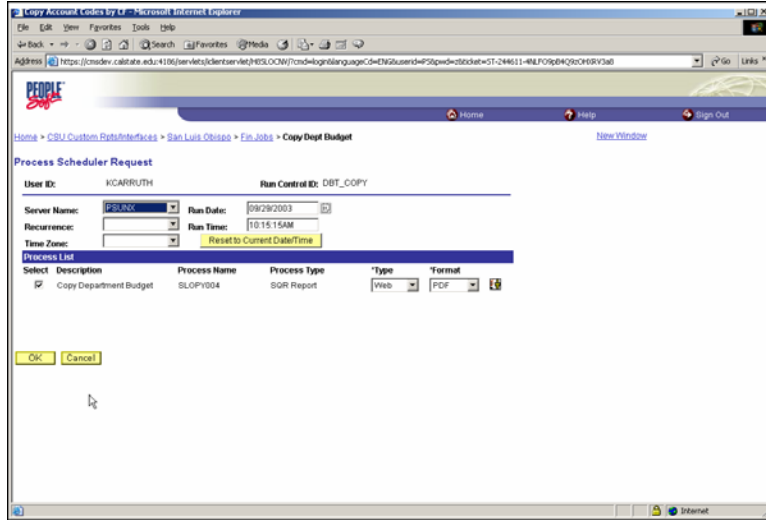 Copy Account Codes by CF - Microsoft Internet Explorer
File Edit View Favorites Tools Help
Back Search Favorites Media
Address Go Links
PEOPLE Soft
Home Help Sign Out
Home > CSU Custom Rpts/Interfaces > San Luis Obispo > Fin Jobs > Copy Dept Budget New Window
Process Scheduler Request
User ID: KCARRUTH Run Control ID: DBT_COPY
Server Name: PSUNX Run Date: 09/29/2003
Recurrence: Run Time: 10:15:15AM
Time Zone: Reset to Current Date/Time
Process List
Select Description Process Name Process Type *Type *Format
Copy Department Budget SLOPY004 SQR Report Web PDF
OK Cancel
Internet